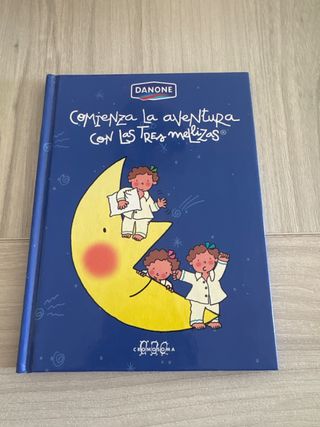 DANONE
COMIENZA LA AVENTURA
CON LAS TRES MELLIZAS®
CROMOSOMA